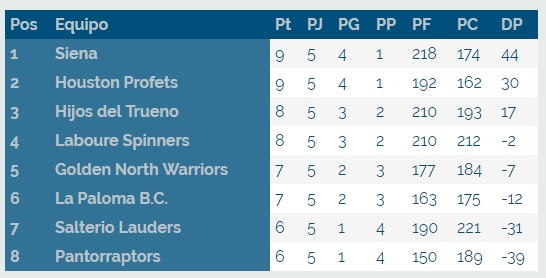 Pos Equipo Pt PJ PG PP PF PC DP
1 Siena 9 5 4 1 218 174 44
2 Houston Profets 9 5 4 1 192 162 30
3 Hijos del Trueno 8 5 3 2 210 193 17
4 Laboure Spinners 8 5 3 2 210 212 -2
5 Golden North Warriors 7 5 2 3 177 184 -7
6 La Paloma B.C. 7 5 2 3 163 175 -12
7 Salterio Lauders 6 5 1 4 190 221 -31
8 Pantorraptors 6 5 1 4 150 189 -39